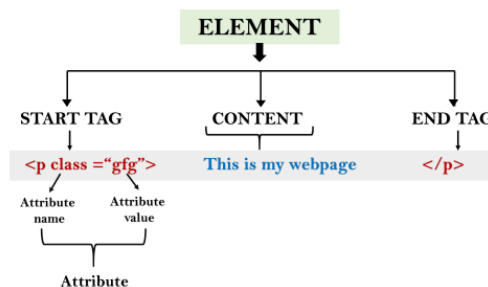 ELEMENT
START TAG CONTENT END TAG
<p class =“gfg”> This is my webpage </p>
Attribute name
Attribute value
Attribute